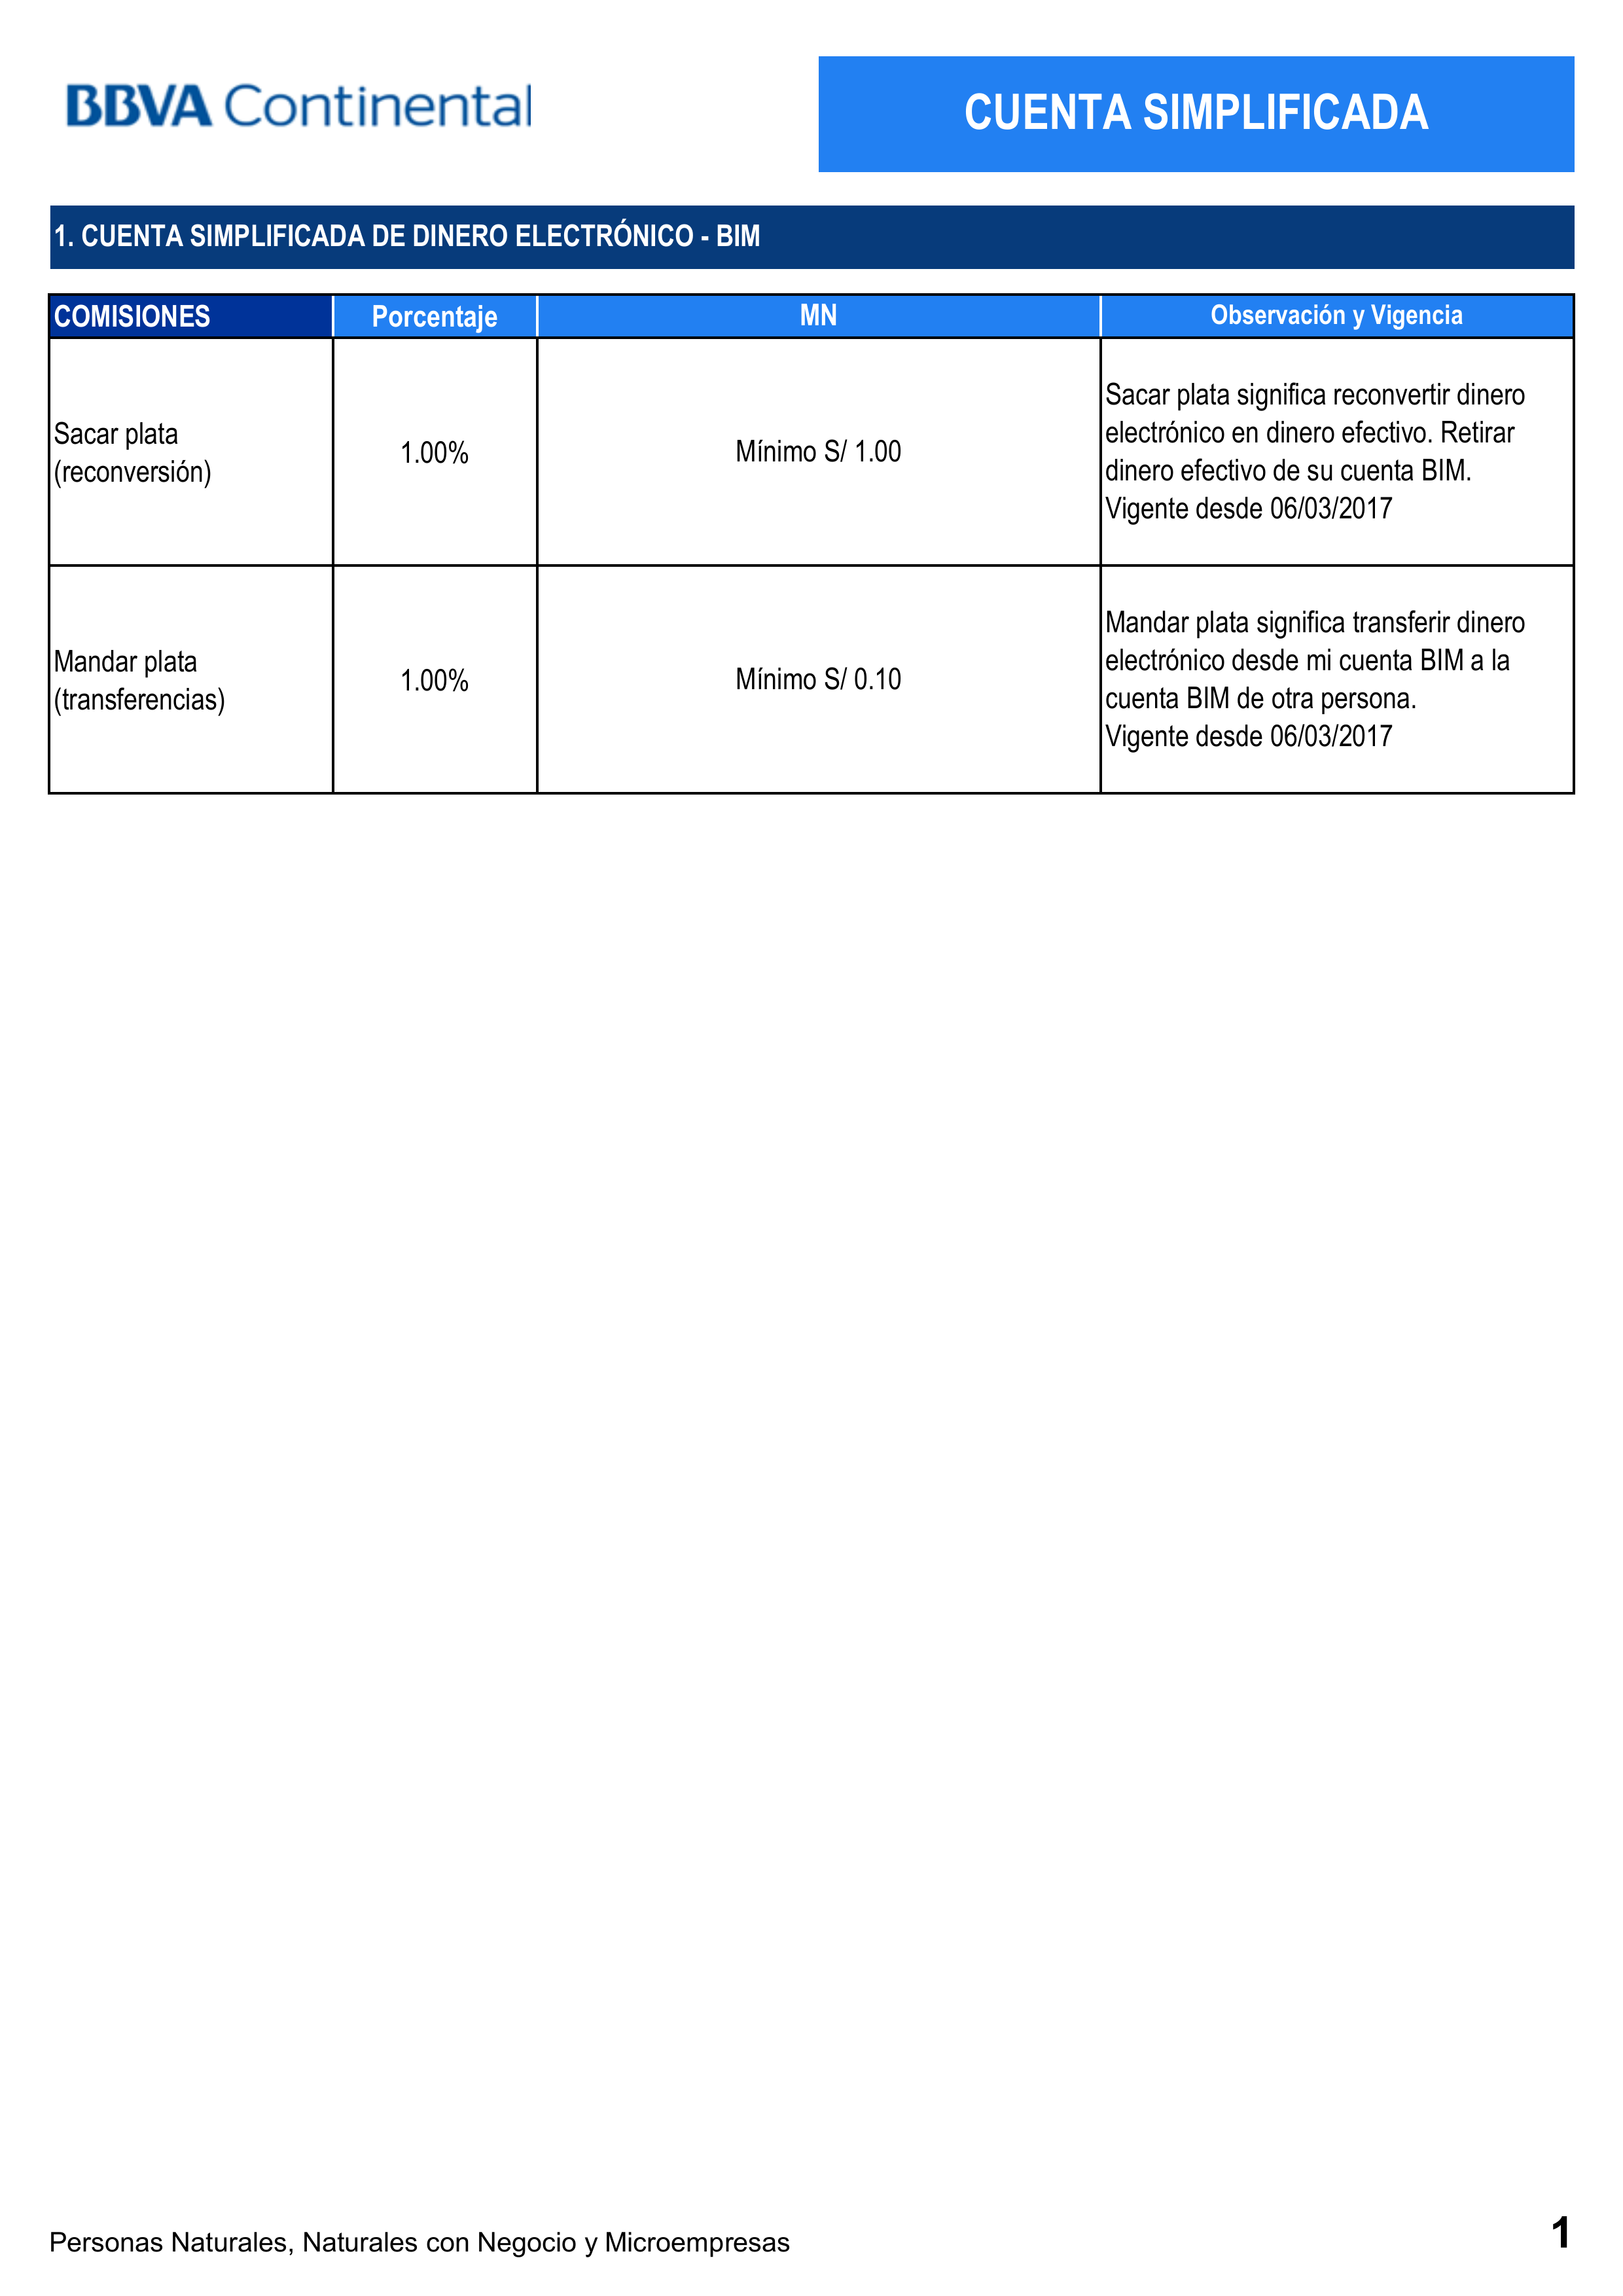 BBVA Continental
CUENTA SIMPLIFICADA
1. CUENTA SIMPLIFICADA DE DINERO ELECTRÓNICO - BIM
COMISIONES Porcentaje MN Observación y Vigencia
Sacar plata
(reconversión)
1.00%
Mínimo S/ 1.00
Sacar plata significa reconvertir dinero
electrónico en dinero efectivo. Retirar
dinero efectivo de su cuenta BIM.
Vigente desde 06/03/2017
Mandar plata
(transferencias)
1.00%
Mínimo S/ 0.10
Mandar plata significa transferir dinero
electrónico desde mi cuenta BIM a la
cuenta BIM de otra persona.
Vigente desde 06/03/2017
Personas Naturales, Naturales con Negocio y Microempresas
1